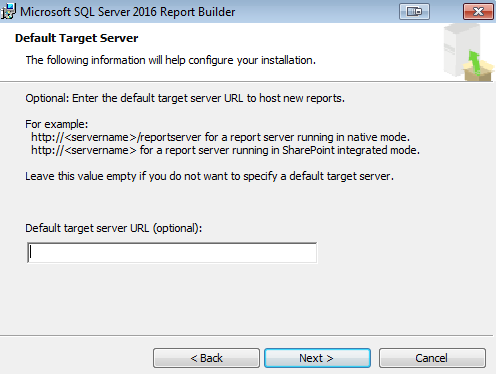 Microsoft SQL Server 2016 Report Builder
Default Target Server
The following information will help configure your installation.
Optional: Enter the default target server URL to host new reports.
For example:
http://<servername>/reportserver for a report server running in native mode.
http://<servername> for a report server running in SharePoint integrated mode.
Leave this value empty if you do not want to specify a default target server.
Default target server URL (optional):
< Back
Next >
Cancel